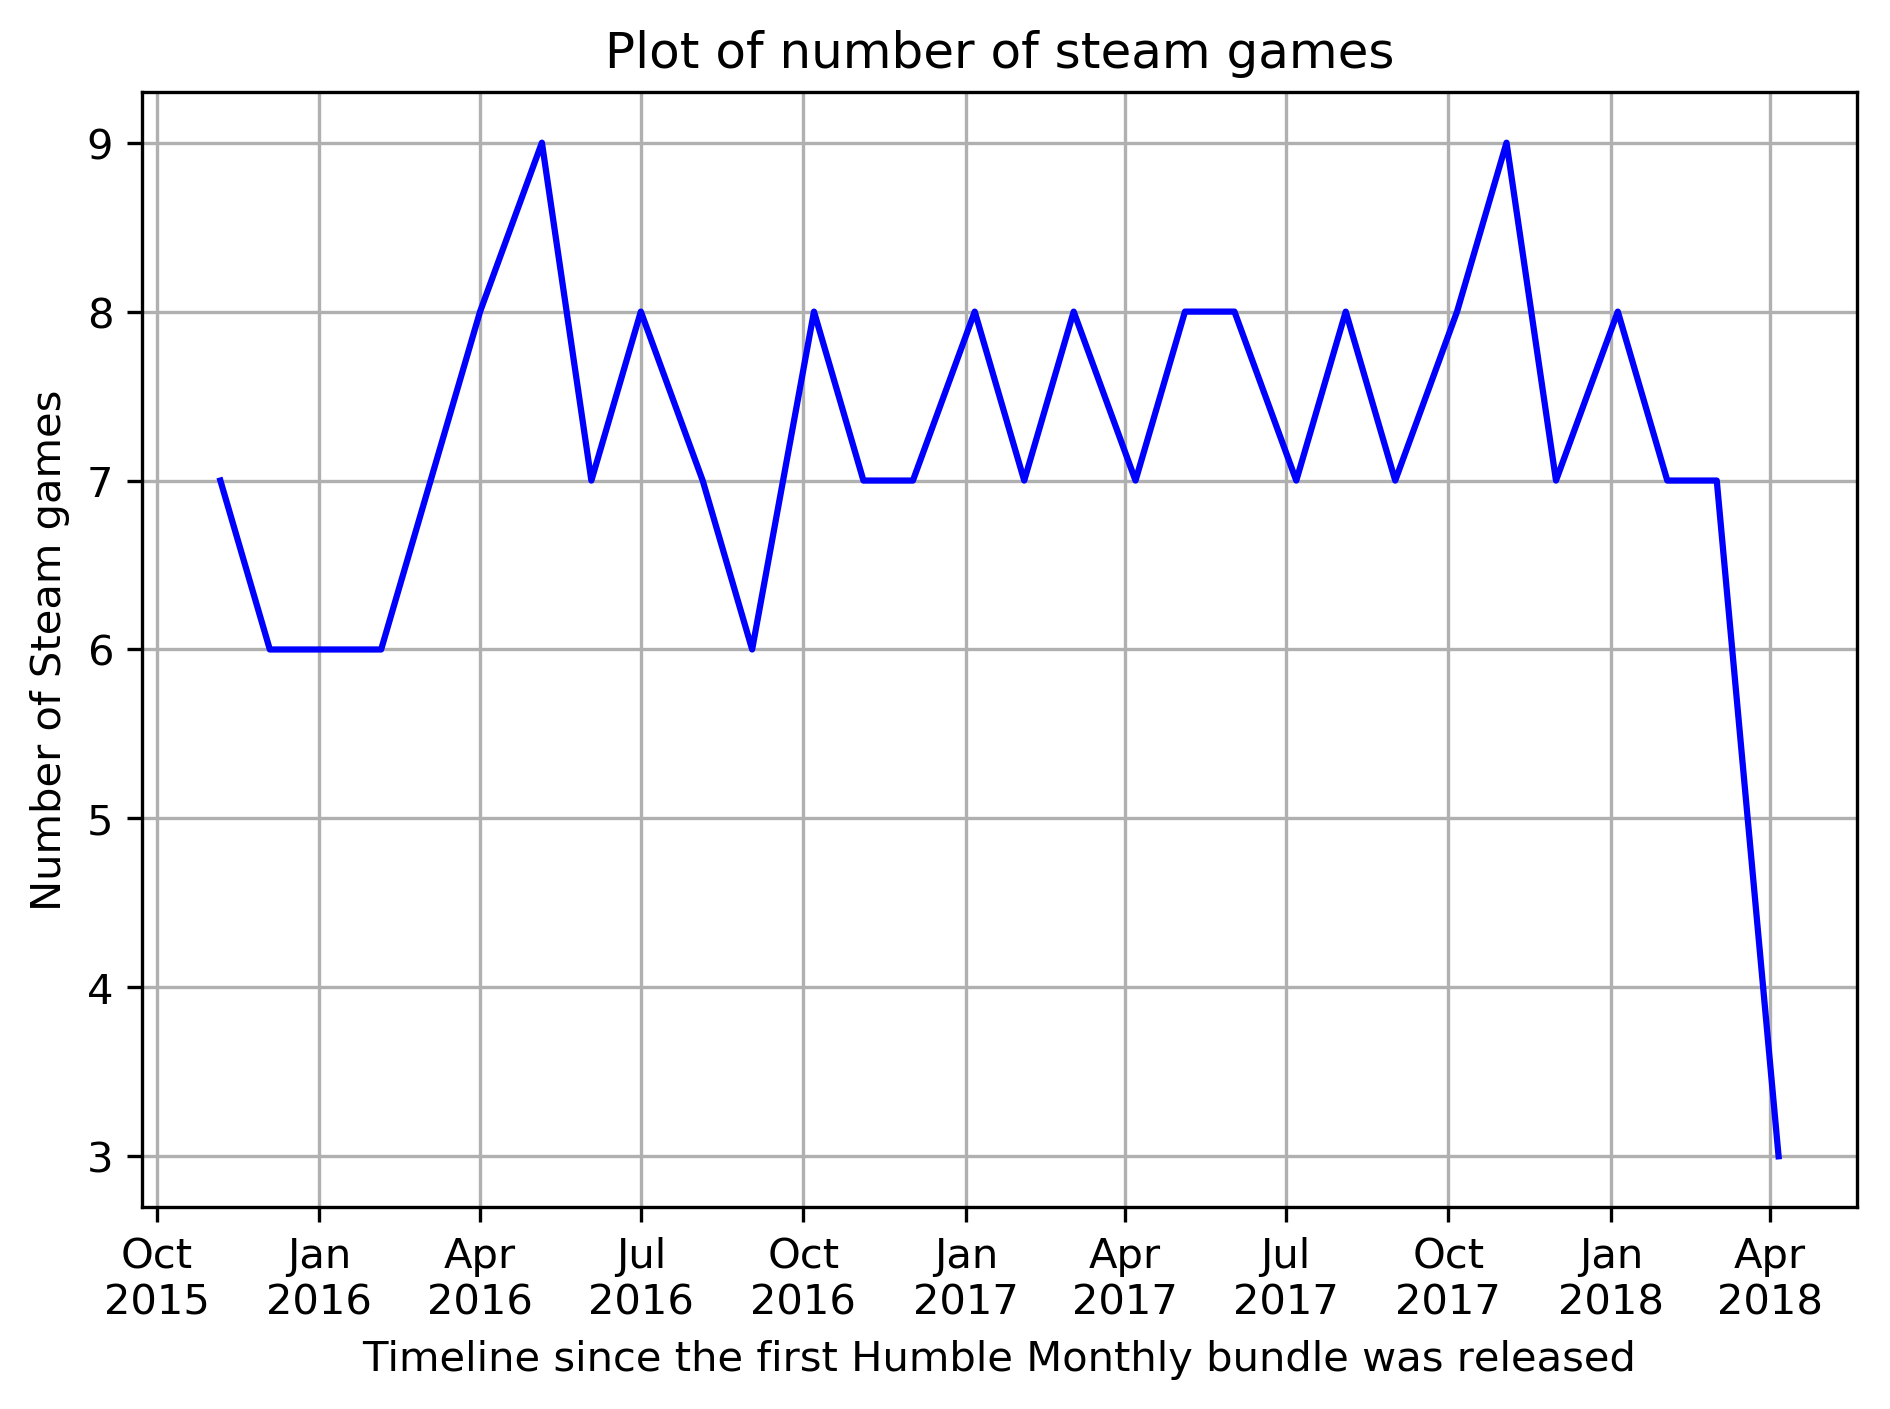 Plot of number of steam games
Number of Steam games
9
8
7
6
5
4
3
Oct Jan Apr Jul Oct Jan Apr Jul Oct Jan Apr
2015 2016 2016 2016 2016 2017 2017 2017 2017 2018 2018
Timeline since the first Humble Monthly bundle was released